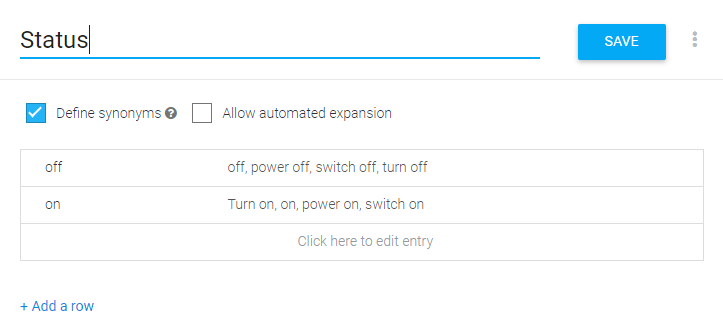 Status
SAVE
Define synonyms ? Allow automated expansion
off off, power off, switch off, turn off
on Turn on, on, power on, switch on
Click here to edit entry
+ Add a row